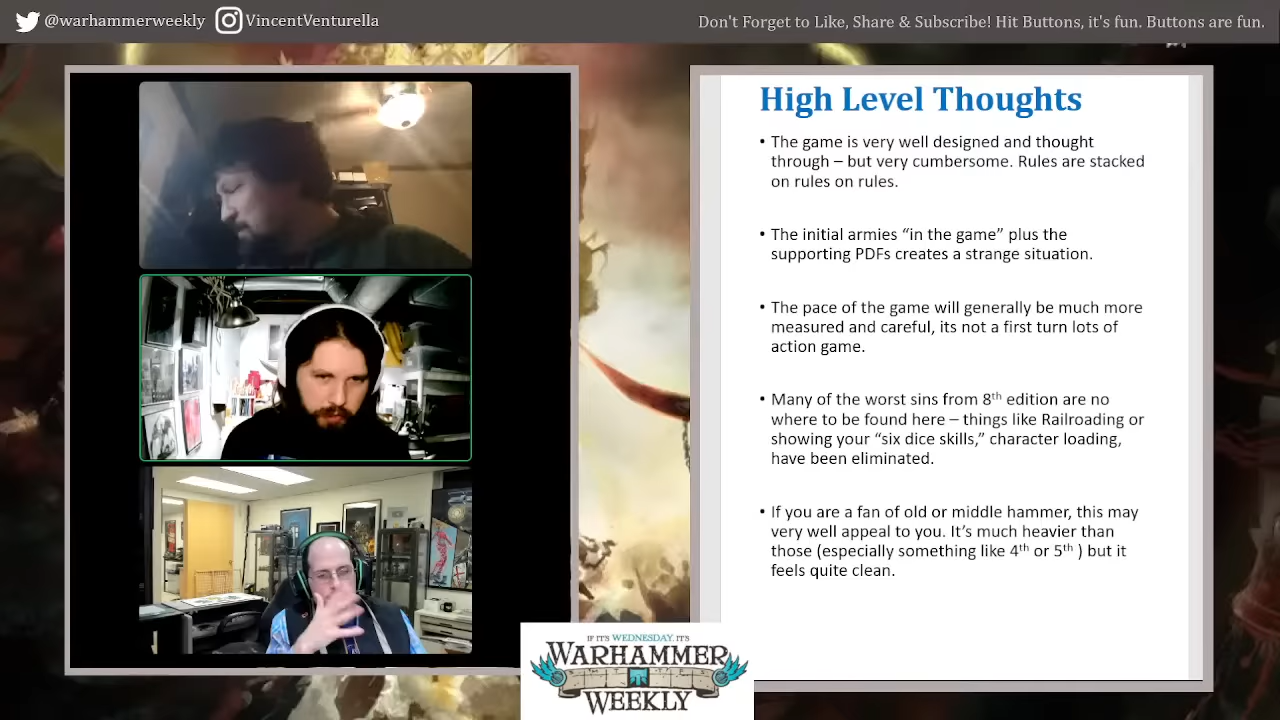 @warhammerweekly VincentVenturella
Don't Forget to Like, Share & Subscribe! Hit Buttons, it's fun. Buttons are fun.
High Level Thoughts
• The game is very well designed and thought
through – but very cumbersome. Rules are stacked
on rules on rules.
• The initial armies “in the game” plus the
supporting PDFs creates a strange situation.
• The pace of the game will generally be much more
measured and careful, its not a first turn lots of
action game.
• Many of the worst sins from 8th edition are no
where to be found here – things like Railroading or
showing your “six dice skills,” character loading,
have been eliminated.
• If you are a fan of old or middle hammer, this may
very well appeal to you. It’s much heavier than
those (especially something like 4th or 5th ) but it
feels quite clean.
IF IT'S WEDNESDAY, IT'S
WARHAMMER
WEEKLY